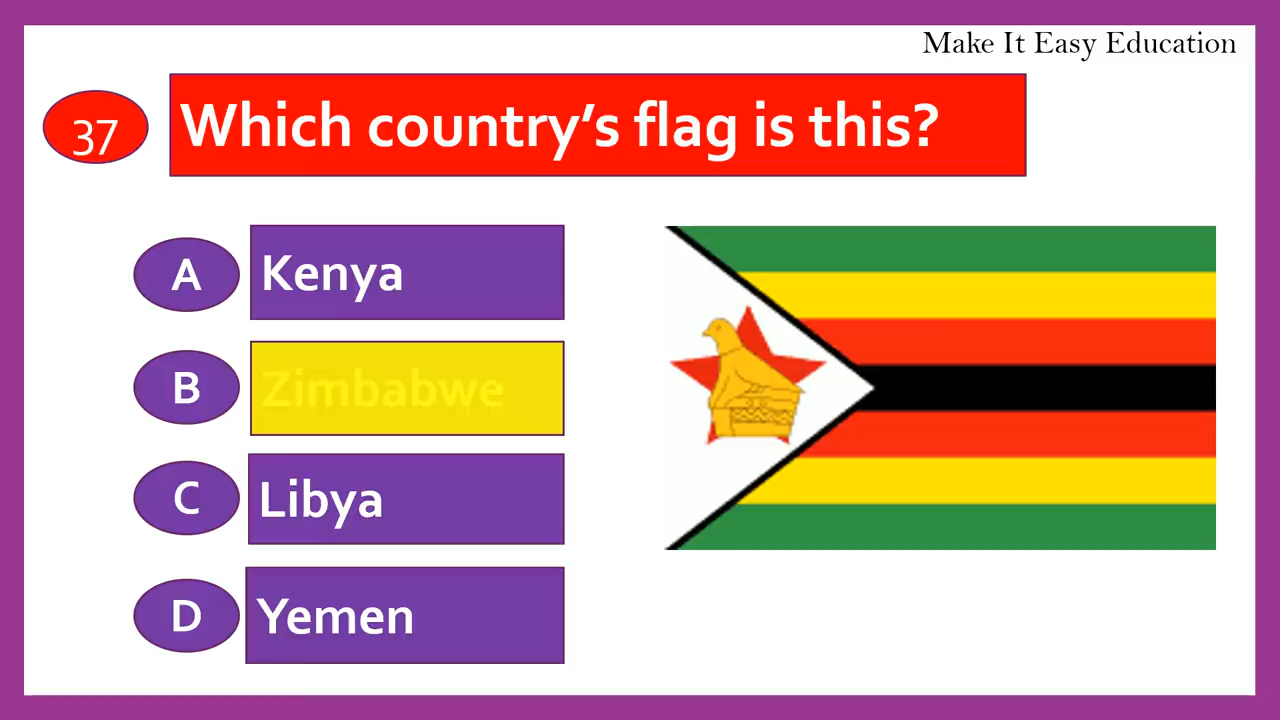 Make It Easy Education
37 Which country's flag is this?
A Kenya
B Zimbabwe
C Libya
D Yemen